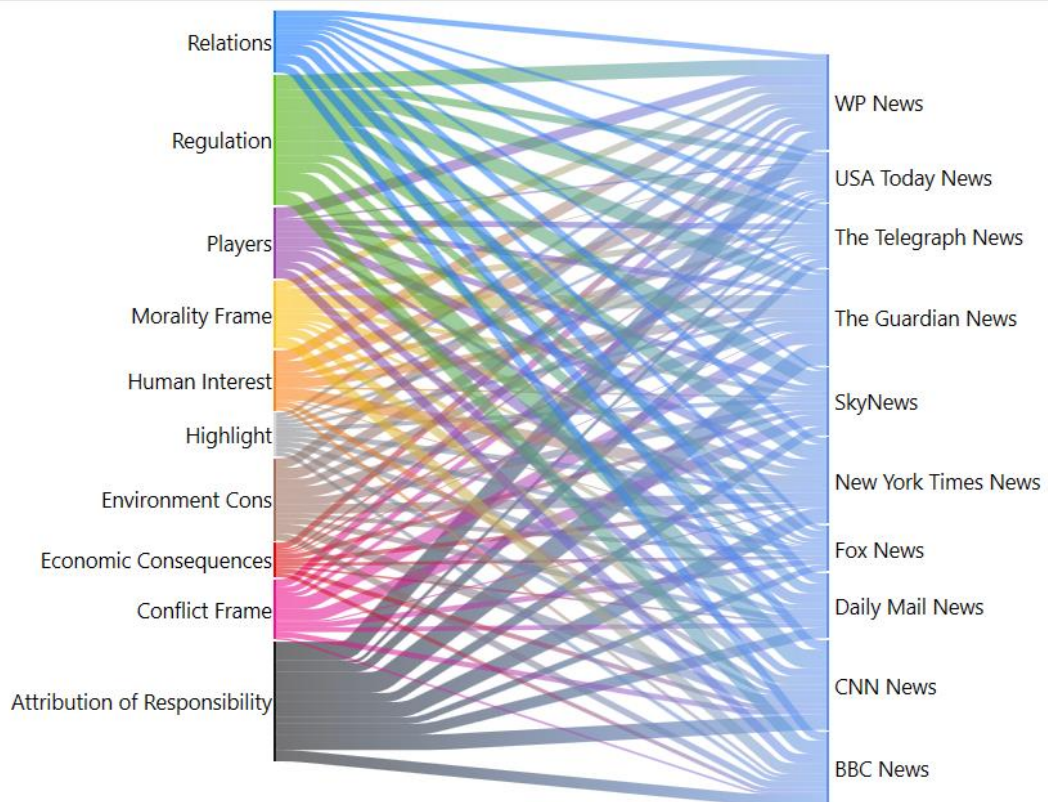 Relations
Regulation
Players
Morality Frame
Human Interest
Highlight
Environment Cons
Economic Consequences
Conflict Frame
Attribution of Responsibility
WP News
USA Today News
The Telegraph News
The Guardian News
SkyNews
New York Times News
Fox News
Daily Mail News
CNN News
BBC News